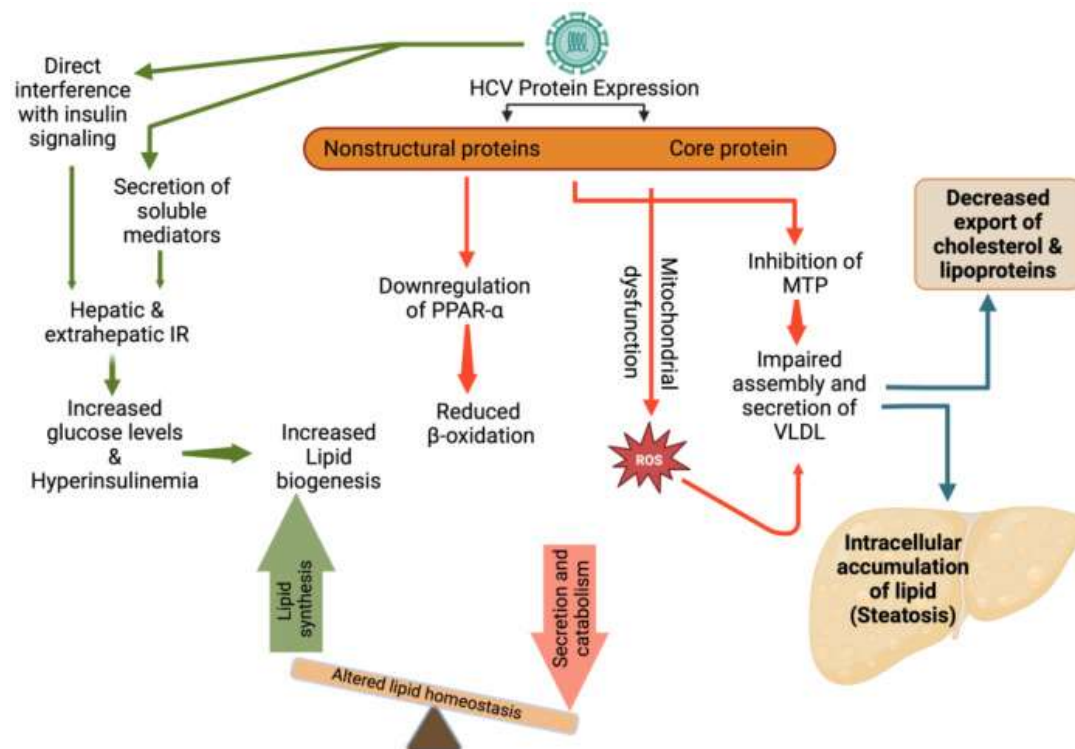 HCV Protein Expression
Nonstructural proteins
Core protein
Direct
interference
with insulin
signaling
Secretion of
soluble
mediators
Hepatic &
extrahepatic IR
Increased
glucose levels
&
Hyperinsulinemia
Increased
Lipid
biogenesis
Downregulation
of PPAR-α
Reduced
β-oxidation
Mitochondrial
dysfunction
ROS
Inhibition of
MTP
Impaired
assembly and
secretion of
VLDL
Decreased
export of
cholesterol &
lipoproteins
Intracellular
accumulation
of lipid
(Steatosis)
Lipid
synthesis
Secretion and
catabolism
Altered lipid homeostasis